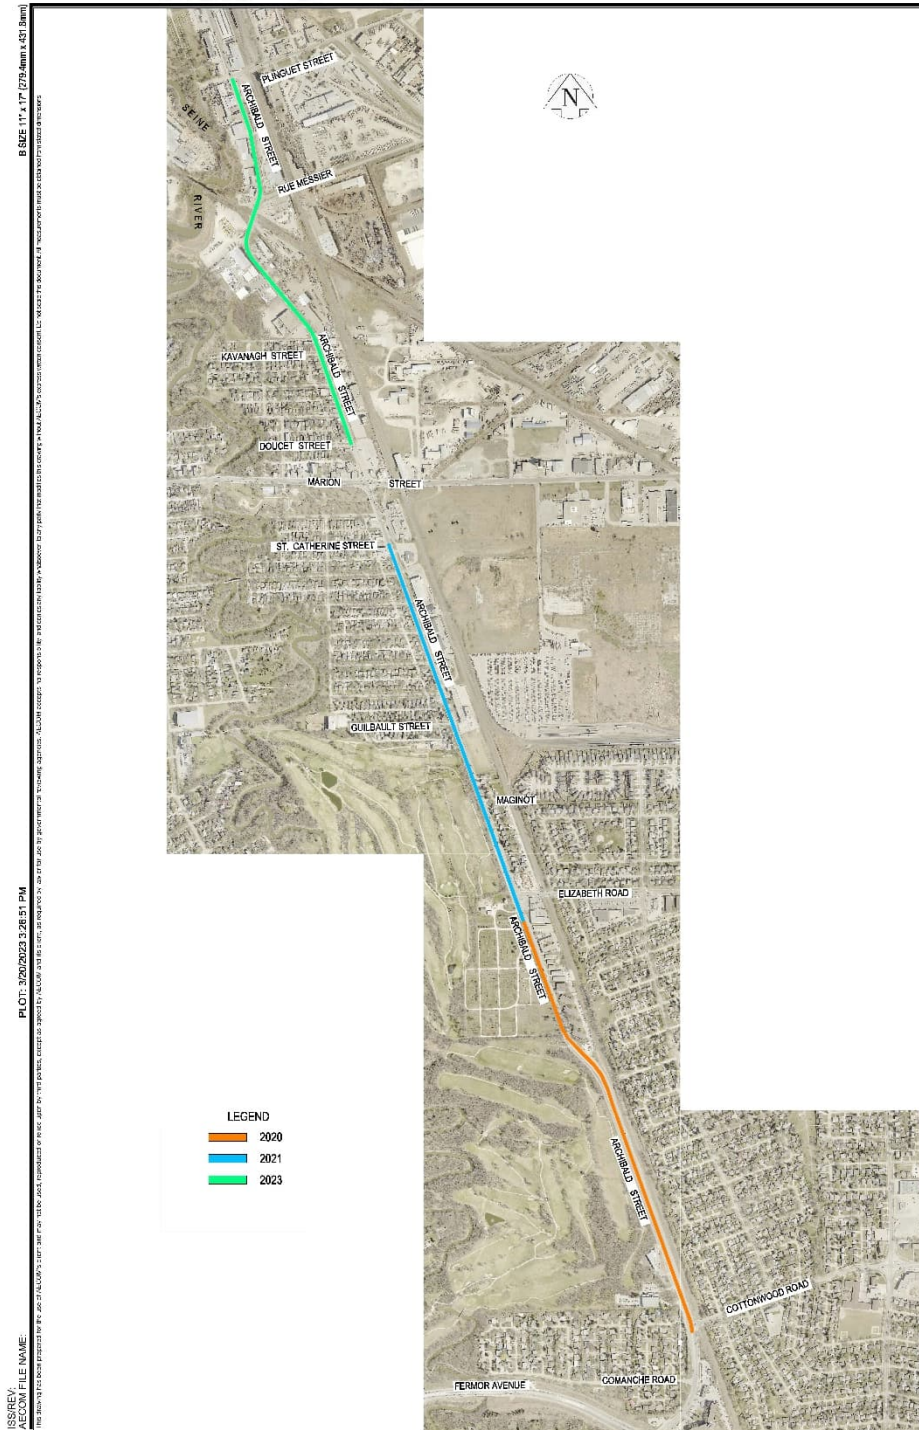 B SIZE 11" x 17" (279.4mm x 431.8mm)
PLOT: 3/20/2023 3:26:51 PM
ISS/REV:
AECOM FILE NAME:
N
PLINGUET STREET
ARCHIBALD STREET
SEINE
RIVER
RUE MESSIER
ARCHIBALD STREET
KAVANAGH STREET
DOUCET STREET
MARION STREET
ST. CATHERINE STREET
ARCHIBALD STREET
GUILBAULT STREET
MAGINOT
ELIZABETH ROAD
ARCHIBALD STREET
ARCHIBALD STREET
COTTONWOOD ROAD
COMANCHE ROAD
FERMOR AVENUE
LEGEND
2020
2021
2023